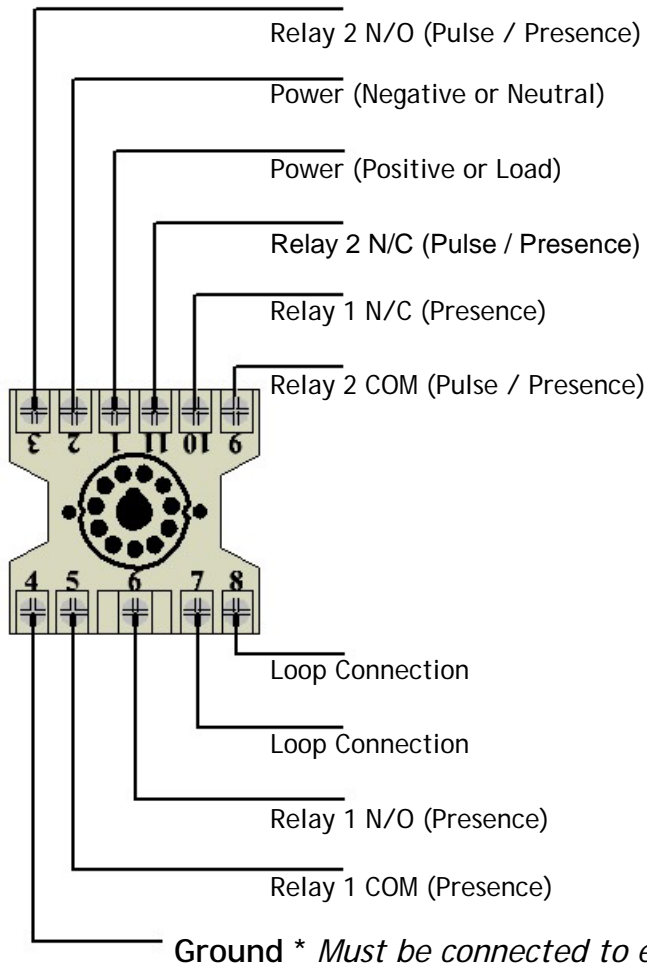 Relay 2 N/O (Pulse / Presence)
Power (Negative or Neutral)
Power (Positive or Load)
Relay 2 N/C (Pulse / Presence)
Relay 1 N/C (Presence)
Relay 2 COM (Pulse / Presence)
3 2 1 11 10 9
4 5 6 7 8
Loop Connection
Loop Connection
Relay 1 N/O (Presence)
Relay 1 COM (Presence)
Ground * Must be connected to